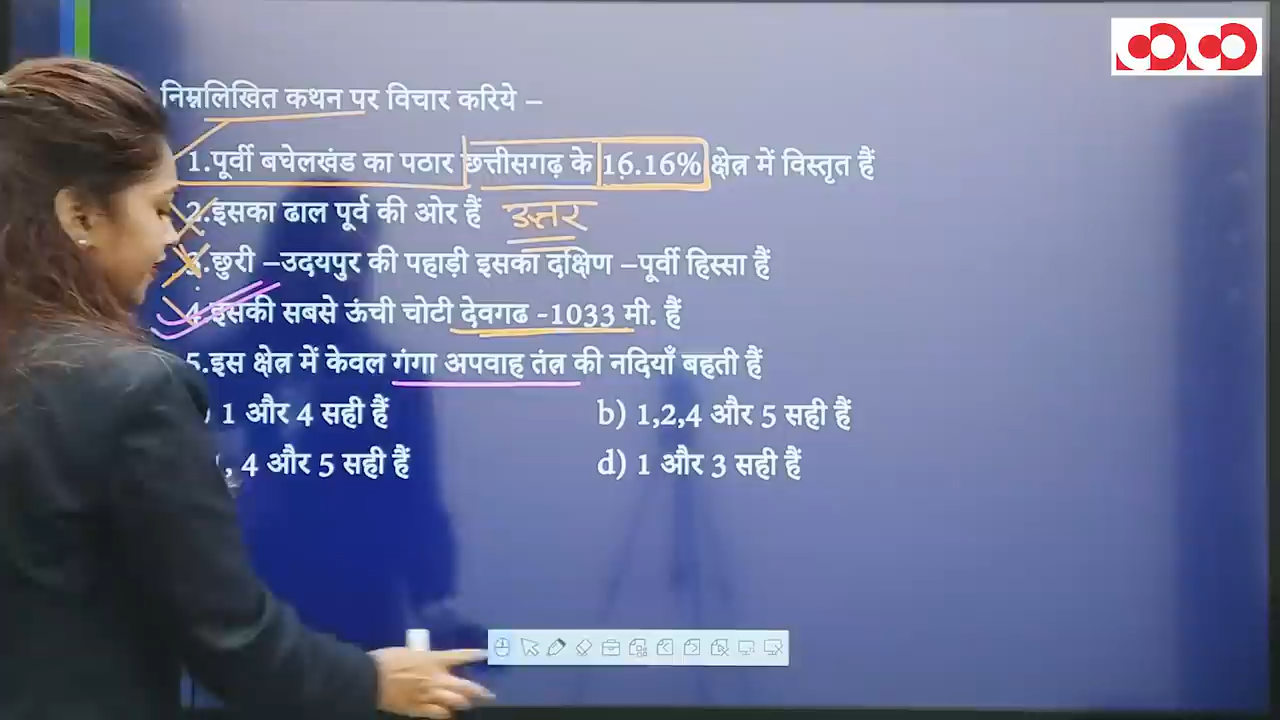 निम्नलिखित कथन पर विचार करिये –
1.पूर्वी बघेलखंड का पठार छत्तीसगढ़ के 16.16% क्षेत्र में विस्तृत हैं
2.इसका ढाल पूर्व की ओर हैं उत्तर
3.छुरी –उदयपुर की पहाड़ी इसका दक्षिण –पूर्वी हिस्सा हैं
4.इसकी सबसे ऊंची चोटी देवगढ -1033 मी. हैं
5.इस क्षेत्र में केवल गंगा अपवाह तंत्र की नदियाँ बहती हैं
) 1 और 4 सही हैं b) 1,2,4 और 5 सही हैं
, 4 और 5 सही हैं d) 1 और 3 सही हैं